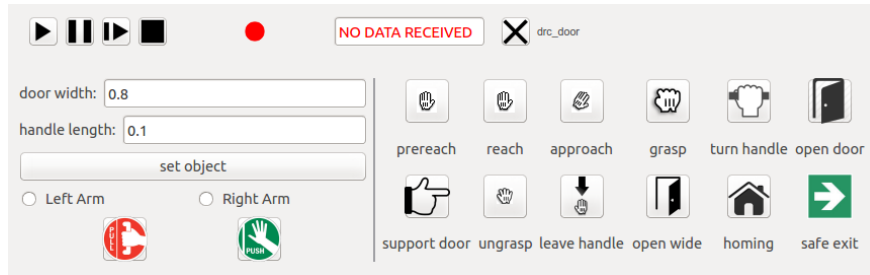 NO DATA RECEIVED
drc_door
door width: 0.8
handle length: 0.1
set object
Left Arm Right Arm
PULL PUSH
prereach reach approach grasp turn handle open door
support door ungrasp leave handle open wide homing safe exit